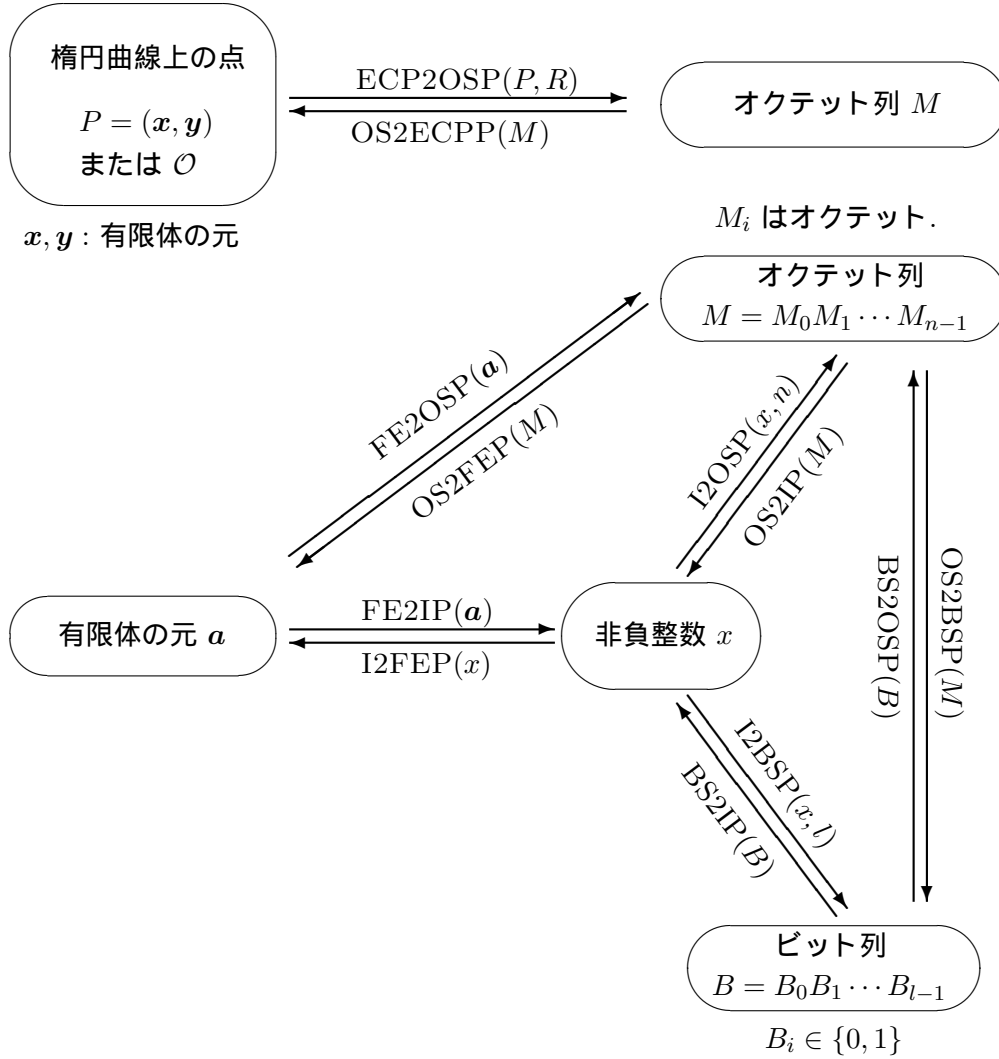 楕円曲線上の点
P = (x, y)
または 𝒪
ECP2OSP(P, R)
OS2ECPP(M)
オクテット列 M
x, y : 有限体の元
M_i はオクテット.
オクテット列
M = M_0M_1 ⋯ M_{n−1}
FE2OSP(a)
OS2FEP(M)
I2OSP(x, n)
OS2IP(M)
BS2OSP(B)
OS2BSP(M)
有限体の元 a
FE2IP(a)
I2FEP(x)
非負整数 x
I2BSP(x, l)
BS2IP(B)
ビット列
B = B_0B_1 ⋯ B_{l−1}
B_i ∈ {0, 1}